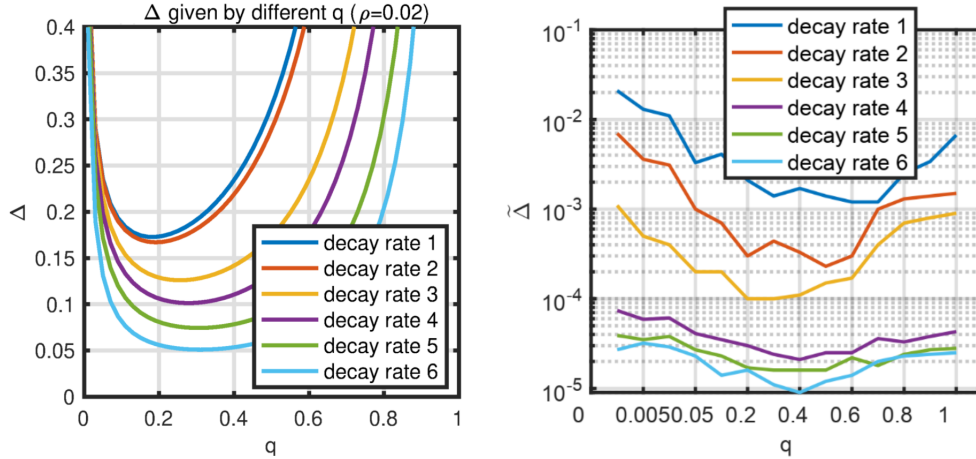 Δ given by different q (ρ=0.02)
0.4
0.35
0.3
0.25
0.2
0.15
0.1
0.05
0
Δ
decay rate 1
decay rate 2
decay rate 3
decay rate 4
decay rate 5
decay rate 6
0 0.2 0.4 0.6 0.8 1
q
10⁻¹
10⁻²
10⁻³
10⁻⁴
10⁻⁵
Δ̃
decay rate 1
decay rate 2
decay rate 3
decay rate 4
decay rate 5
decay rate 6
0 0.0050.05 0.2 0.4 0.6 0.8 1
q